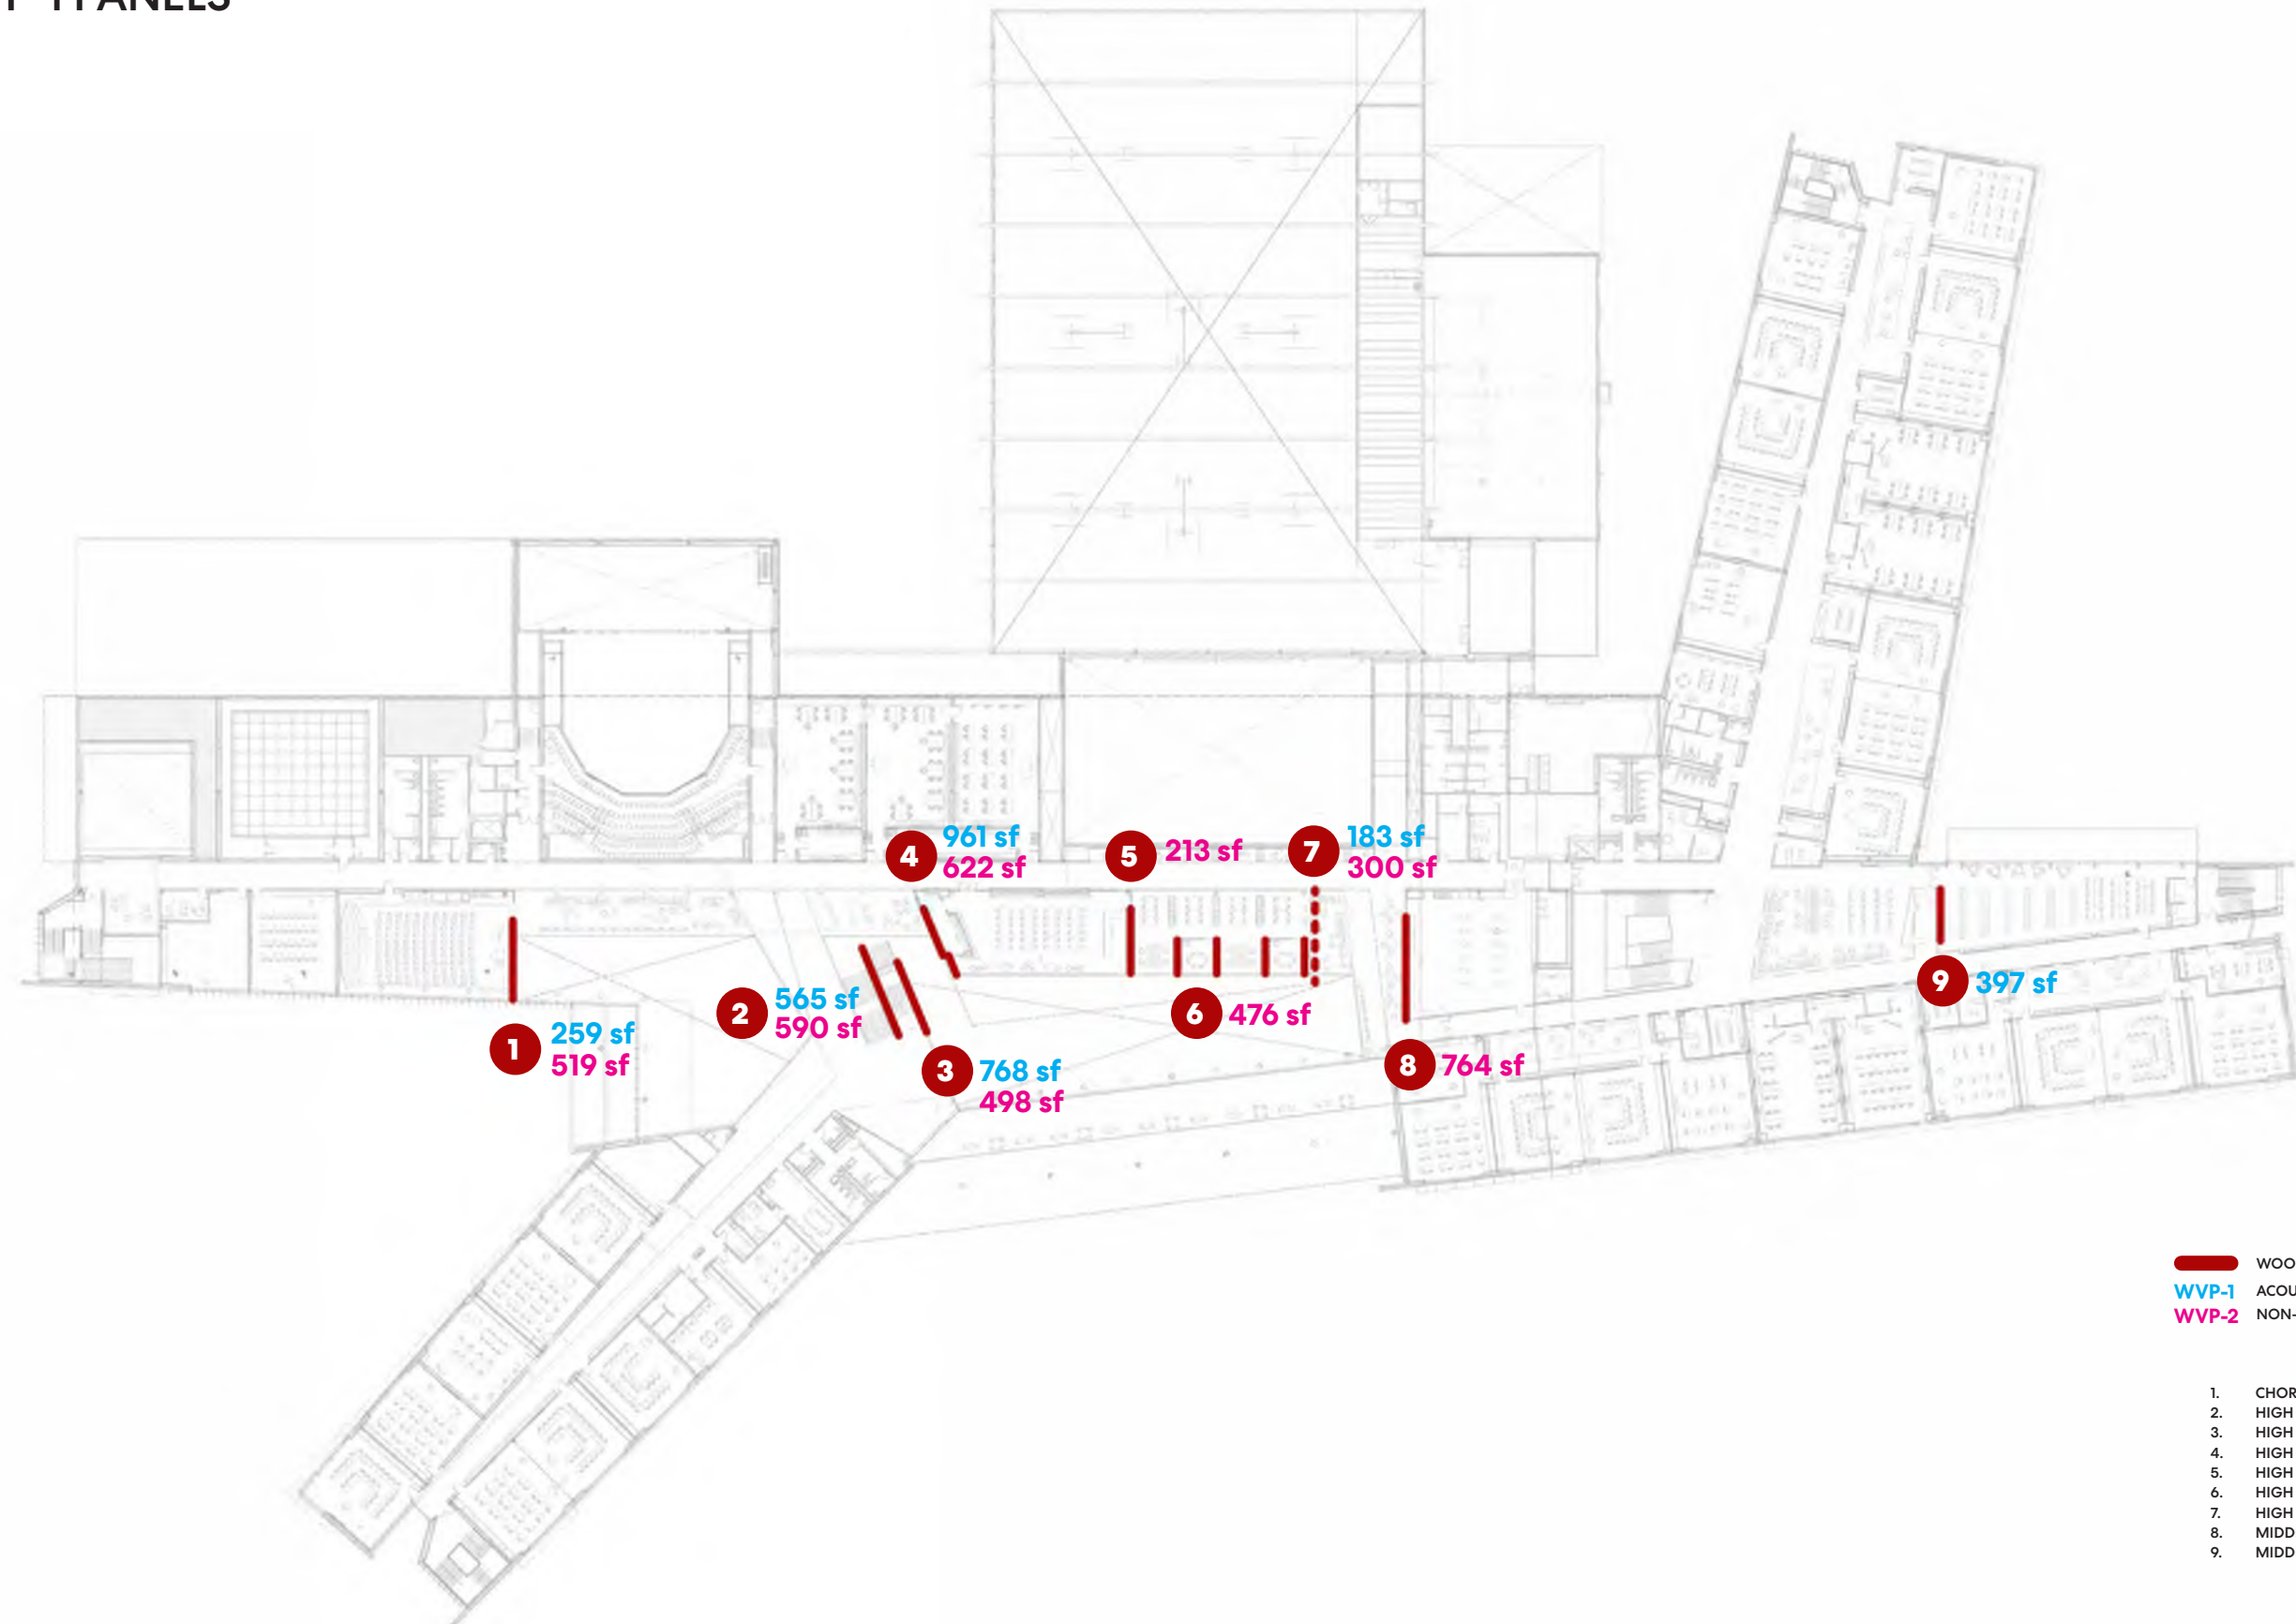 PANELS
4
961 sf
622 sf
5
213 sf
7
183 sf
300 sf
9
397 sf
2
565 sf
590 sf
6
476 sf
1
259 sf
519 sf
3
768 sf
498 sf
8
764 sf
WOO
WVP-1 ACOU
WVP-2 NON-
1. CHOR
2. HIGH
3. HIGH
4. HIGH
5. HIGH
6. HIGH
7. HIGH
8. MIDD
9. MIDD